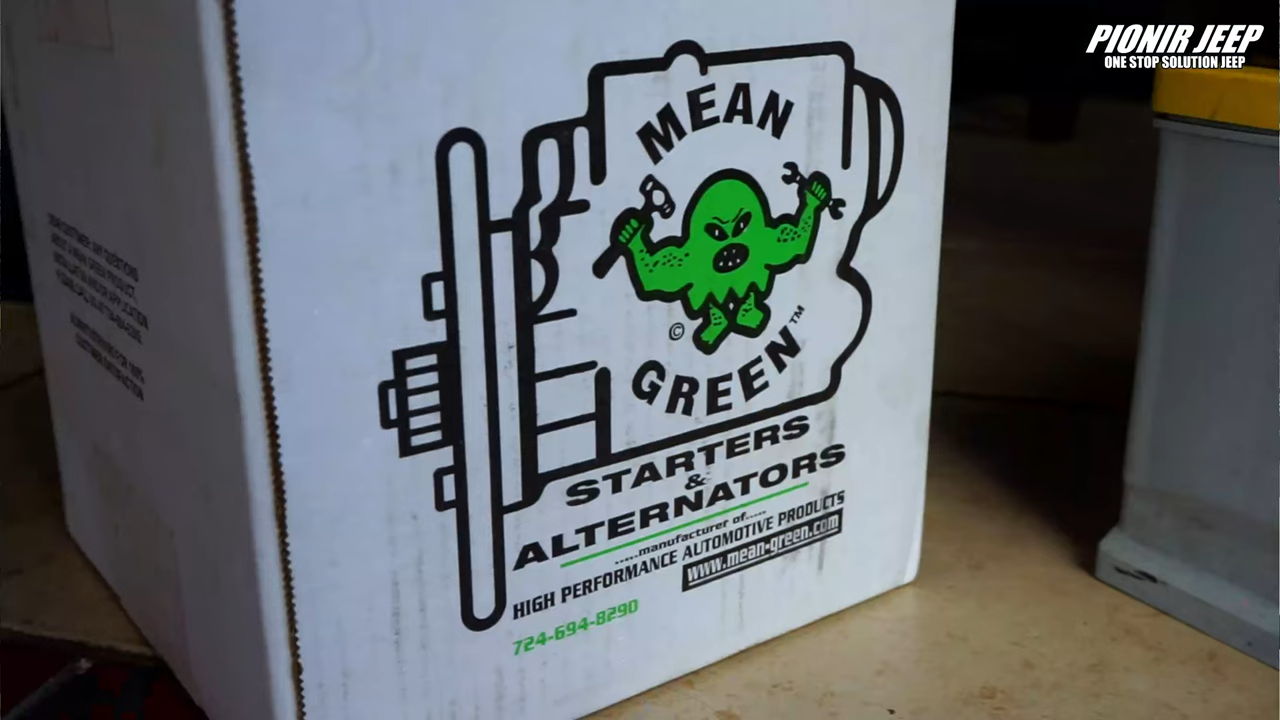 PIONIR JEEP
ONE STOP SOLUTION JEEP
MEAN
GREEN™
©
STARTERS
&
ALTERNATORS
.....manufacturer of.....
HIGH PERFORMANCE AUTOMOTIVE PRODUCTS
www.mean-green.com
724-694-8290